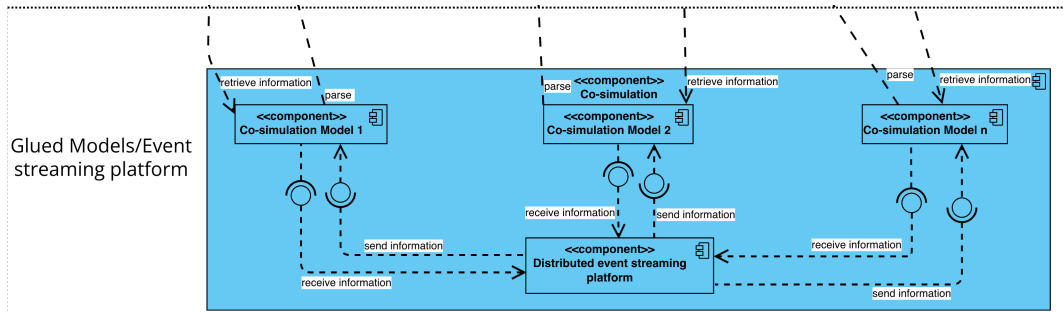 retrieve information
parse
parse
<<component>>
Co-simulation
retrieve information
parse
retrieve information
<<component>>
Co-simulation Model 1
<<component>>
Co-simulation Model 2
<<component>>
Co-simulation Model n
Glued Models/Event
streaming platform
receive information
send information
send information
receive information
<<component>>
Distributed event streaming
platform
receive information
send information